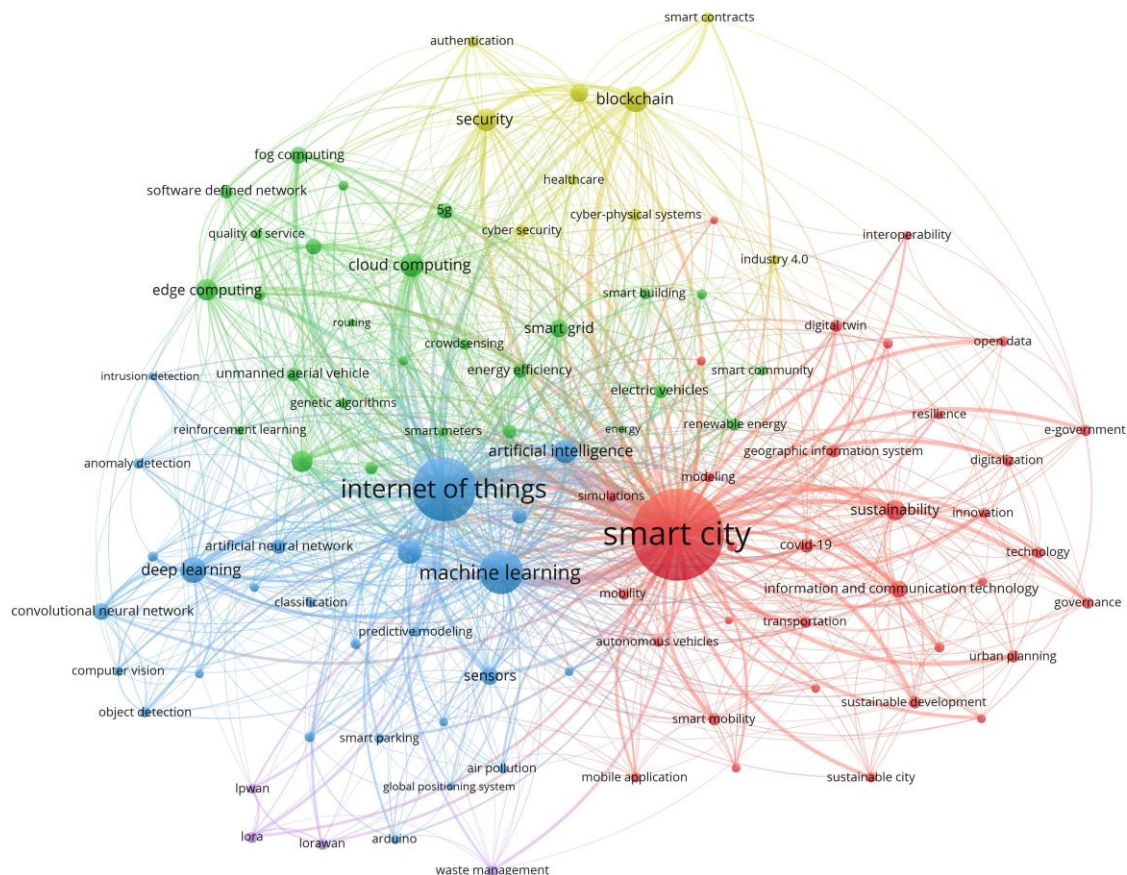 smart contracts
authentication
blockchain
security
fog computing
healthcare
software defined network
5g
cyber-physical systems
cyber security
quality of service
interoperability
industry 4.0
cloud computing
edge computing
smart building
routing
smart grid
digital twin
open data
crowdsensing
energy efficiency
smart community
unmanned aerial vehicle
intrusion detection
electric vehicles
genetic algorithms
resilience
renewable energy
reinforcement learning
smart meters
energy
e-government
artificial intelligence
geographic information system
anomaly detection
digitalization
modeling
internet of things
simulations
sustainability
innovation
smart city
artificial neural network
covid-19
technology
deep learning
machine learning
information and communication technology
mobility
classification
governance
convolutional neural network
transportation
predictive modeling
autonomous vehicles
urban planning
computer vision
sensors
sustainable development
object detection
smart mobility
smart parking
air pollution
mobile application
sustainable city
global positioning system
lpwan
lora
lorawan
arduino
waste management